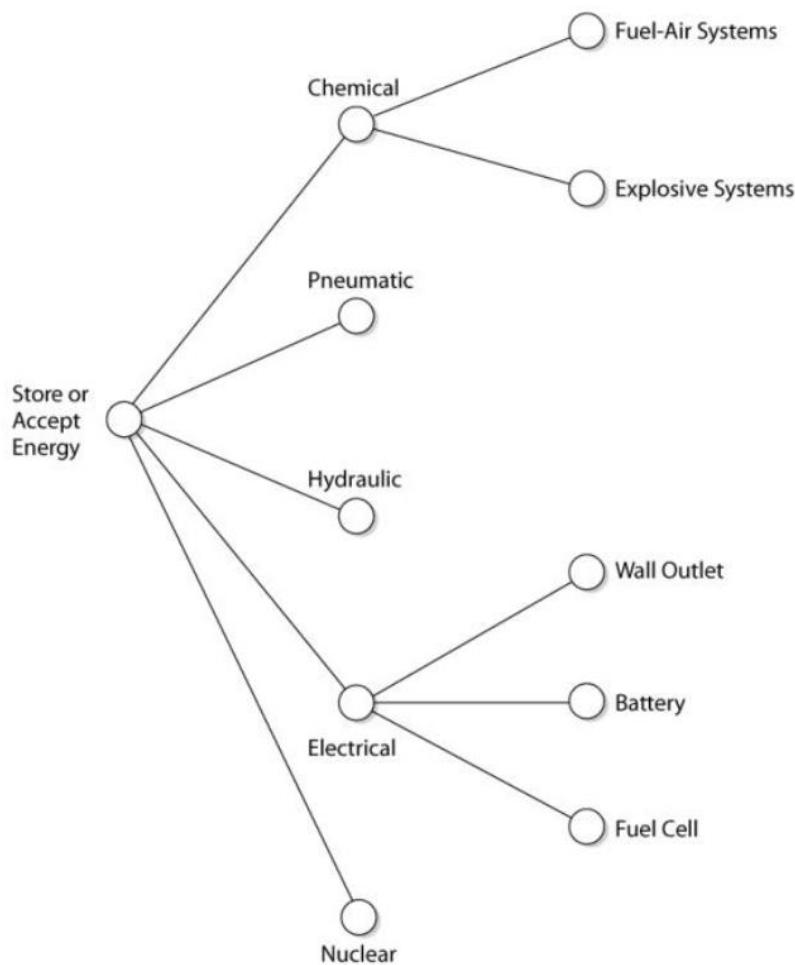 Fuel-Air Systems
Chemical
Explosive Systems
Pneumatic
Store or
Accept
Energy
Hydraulic
Wall Outlet
Battery
Electrical
Fuel Cell
Nuclear